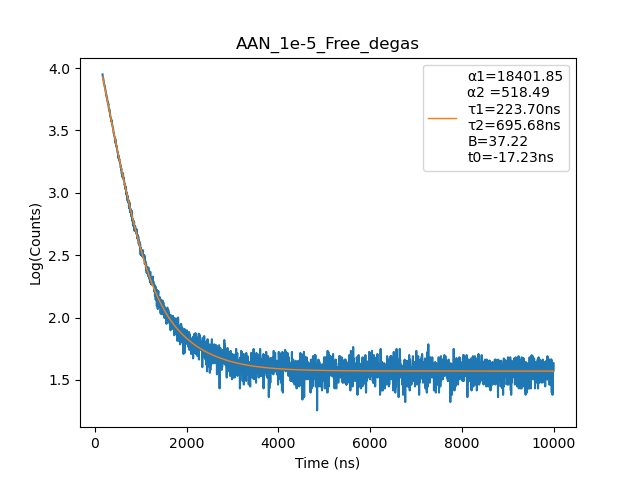 AAN_1e-5_Free_degas
α1=18401.85
α2 =518.49
τ1=223.70ns
τ2=695.68ns
B=37.22
t0=-17.23ns
Log(Counts)
4.0
3.5
3.0
2.5
2.0
1.5
0 2000 4000 6000 8000 10000
Time (ns)